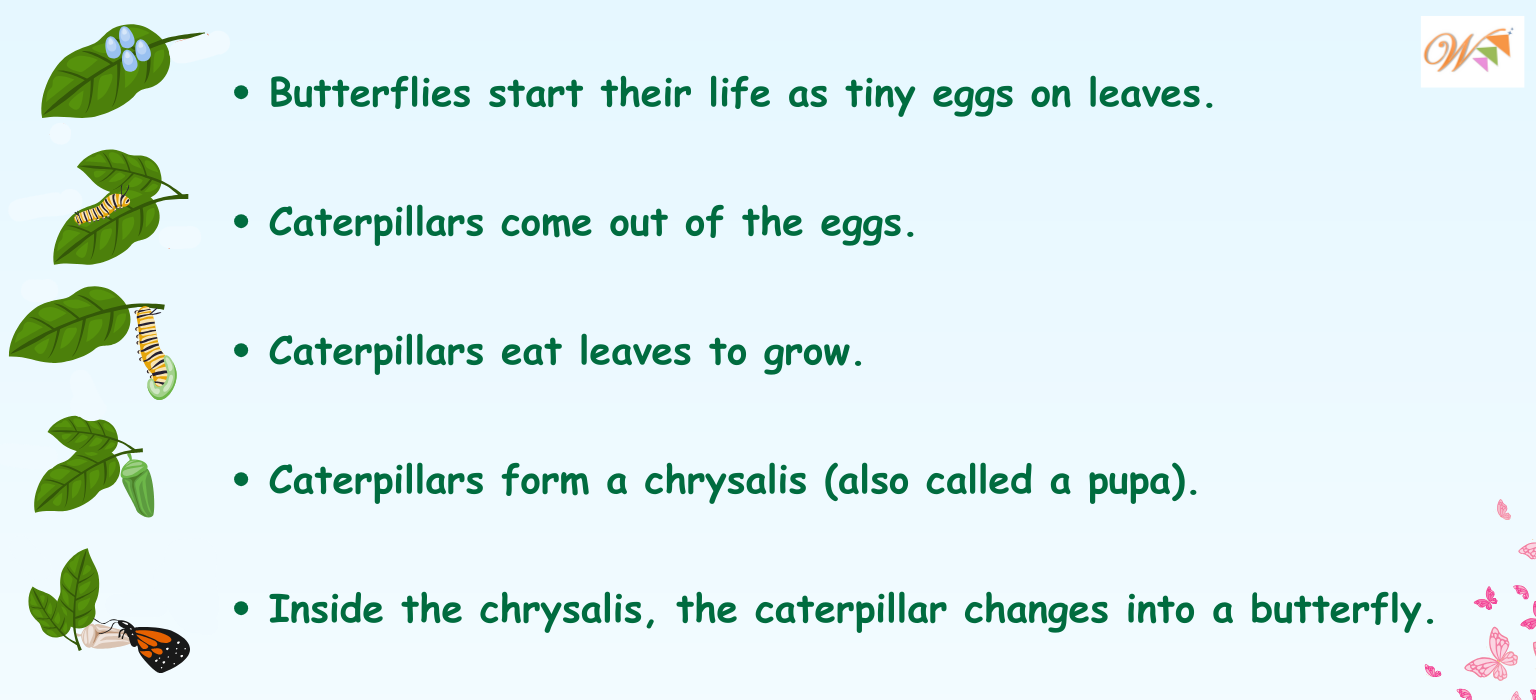 • Butterflies start their life as tiny eggs on leaves.
• Caterpillars come out of the eggs.
• Caterpillars eat leaves to grow.
• Caterpillars form a chrysalis (also called a pupa).
• Inside the chrysalis, the caterpillar changes into a butterfly.
W